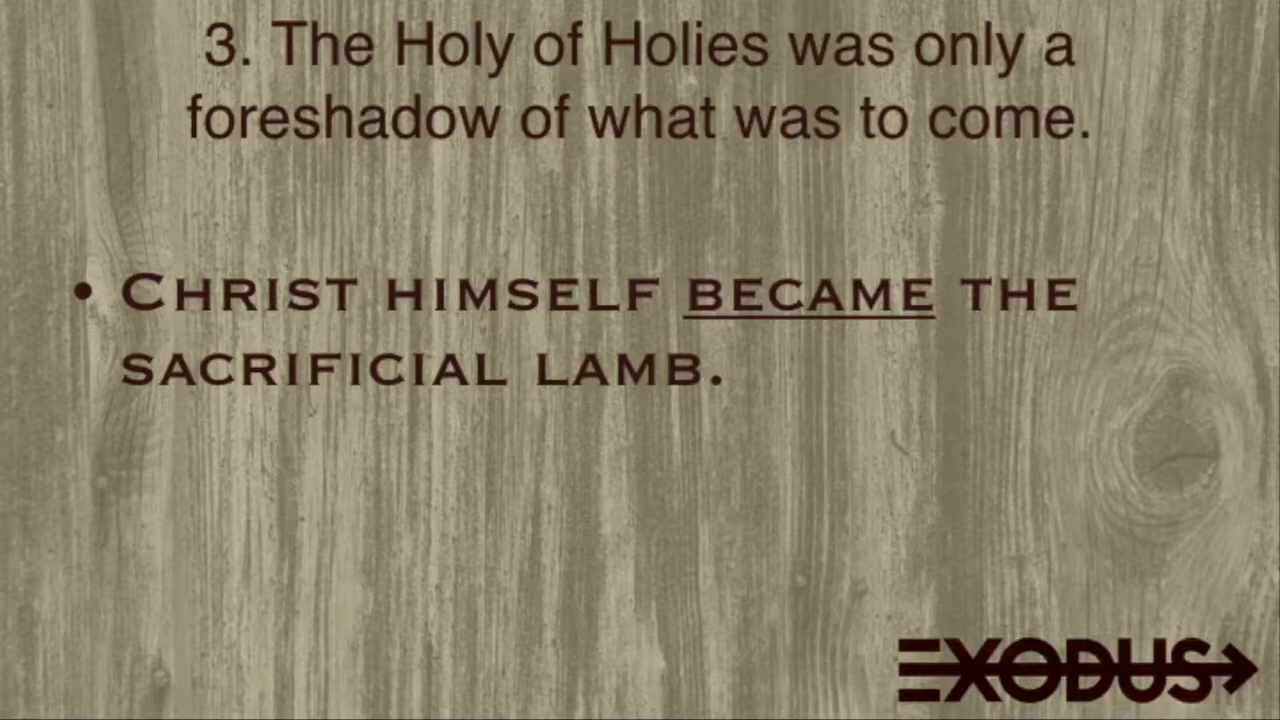 3. The Holy of Holies was only a
foreshadow of what was to come.
• Christ himself became the
sacrificial lamb.
EXODUS